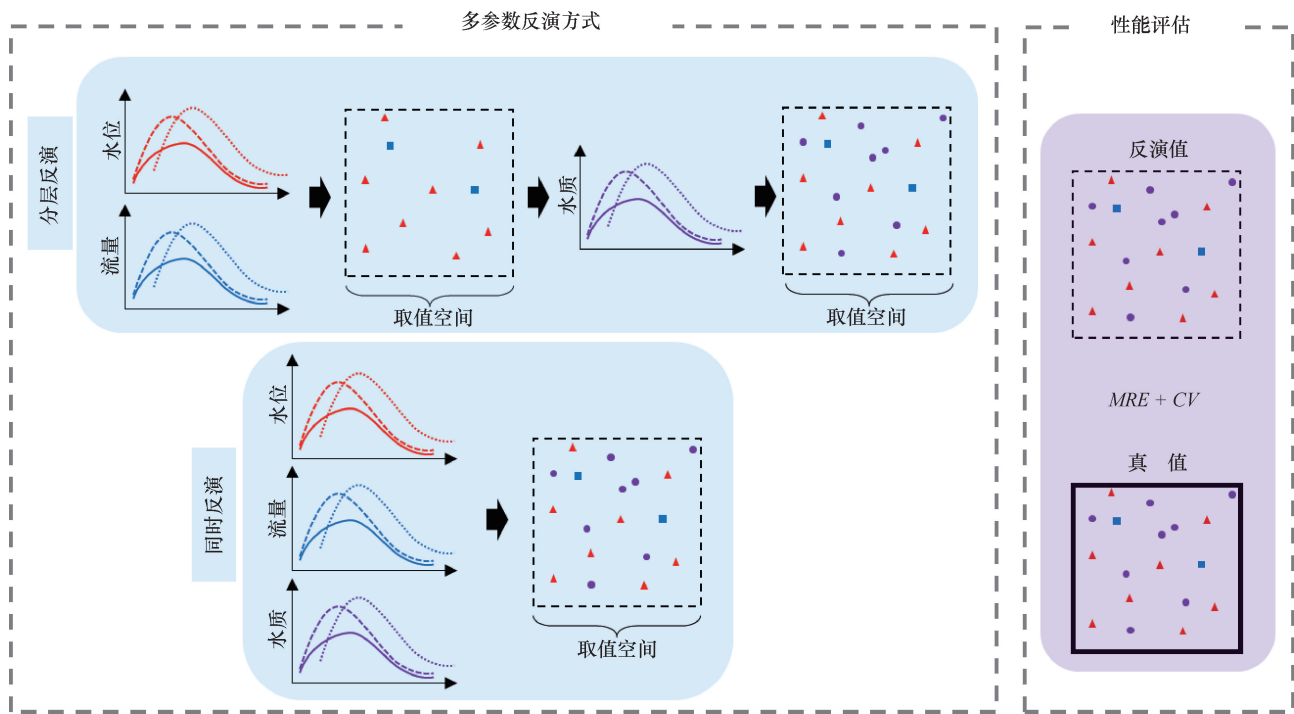 多参数反演方式
分层反演
水位
流量
取值空间
水质
取值空间
同时反演
水位
流量
水质
取值空间
性能评估
反演值
MRE + CV
真 值